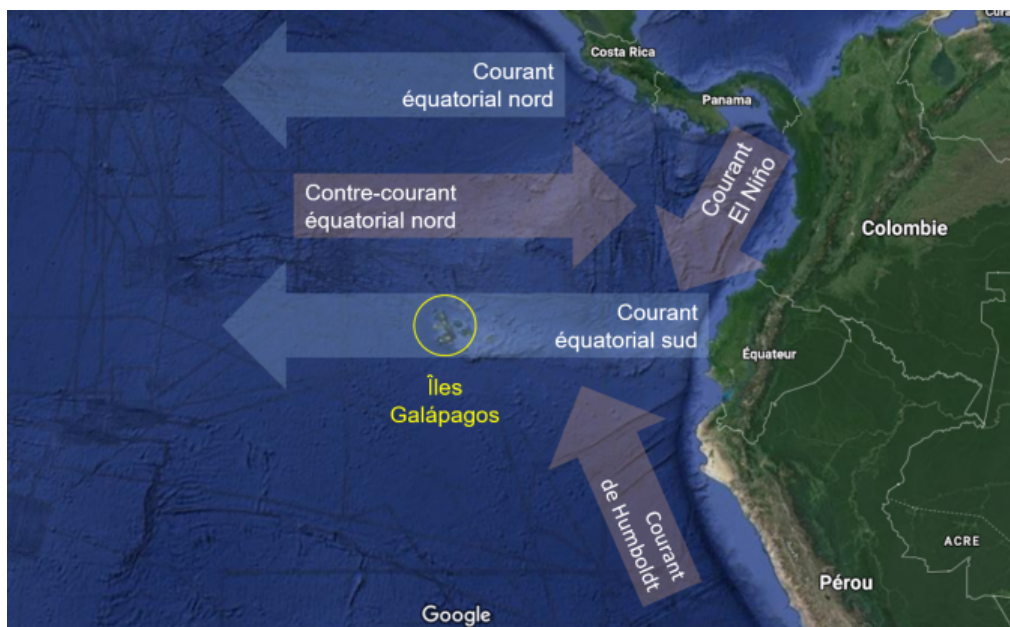 Cura
Costa Rica
Panama
Courant
équatorial nord
Courant
El Niño
Contre-courant
équatorial nord
Colombie
Courant
équatorial sud
Équateur
Îles
Galápagos
Courant
de Humboldt
ACRE
Pérou
Google